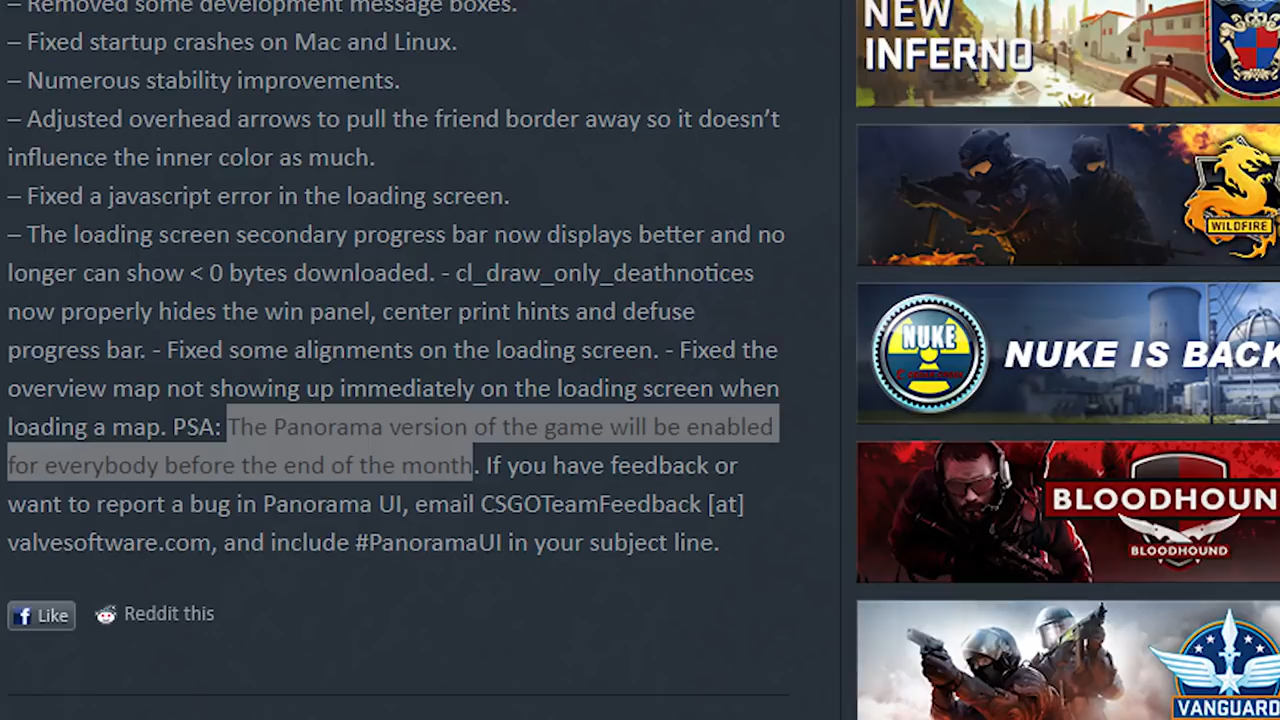 – Removed some development message boxes.
– Fixed startup crashes on Mac and Linux.
– Numerous stability improvements.
– Adjusted overhead arrows to pull the friend border away so it doesn’t
influence the inner color as much.
– Fixed a javascript error in the loading screen.
– The loading screen secondary progress bar now displays better and no
longer can show < 0 bytes downloaded. - cl_draw_only_deathnotices
now properly hides the win panel, center print hints and defuse
progress bar. - Fixed some alignments on the loading screen. - Fixed the
overview map not showing up immediately on the loading screen when
loading a map. PSA: The Panorama version of the game will be enabled
for everybody before the end of the month. If you have feedback or
want to report a bug in Panorama UI, email CSGOTeamFeedback [at]
valvesoftware.com, and include #PanoramaUI in your subject line.
Like
Reddit this
NEW
INFERNO
WILDFIRE
NUKE
NUKE IS BACK
BLOODHOUN
BLOODHOUND
VANGUARD